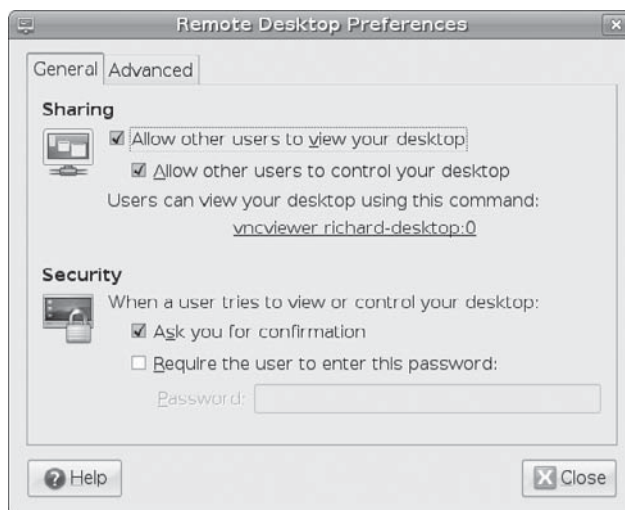 Remote Desktop Preferences
General Advanced
Sharing
Allow other users to view your desktop
Allow other users to control your desktop
Users can view your desktop using this command:
vncviewer richard-desktop:0
Security
When a user tries to view or control your desktop:
Ask you for confirmation
Require the user to enter this password:
Password:
Help Close